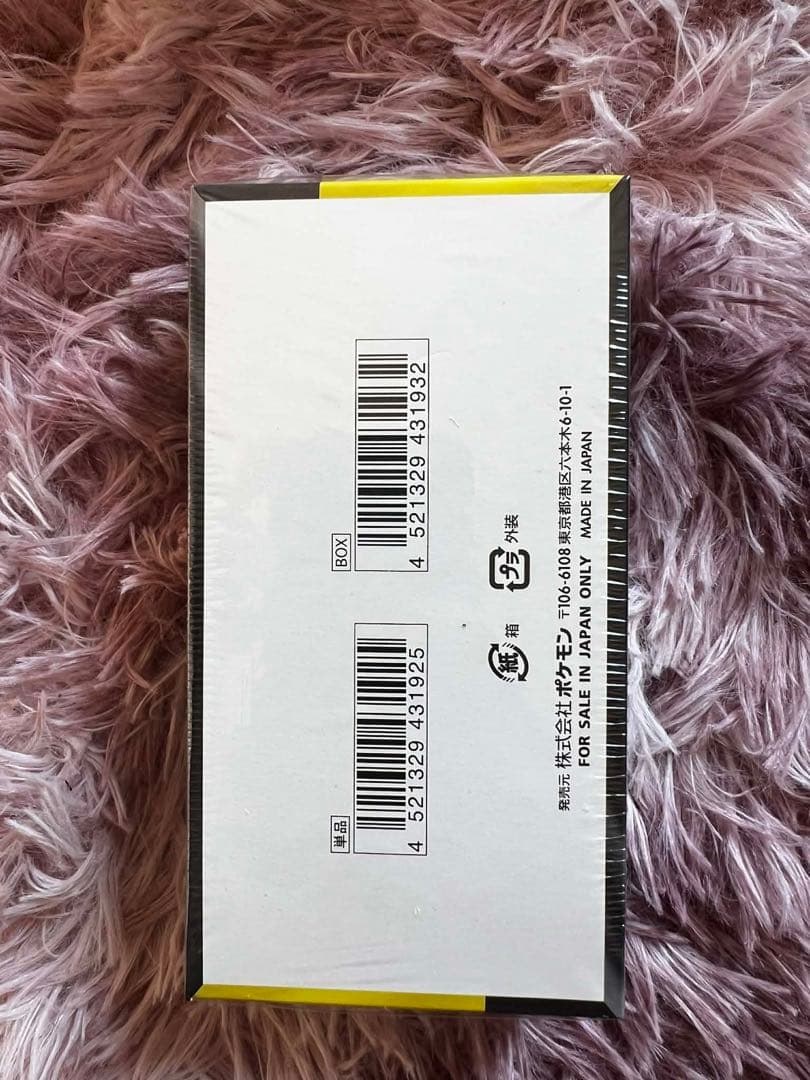 単品
4 521329 431925
BOX
4 521329 431932
紙 箱
プラ 外装
発売元 株式会社 ポケモン 〒106-6108 東京都港区六本木6-10-1
FOR SALE IN JAPAN ONLY MADE IN JAPAN